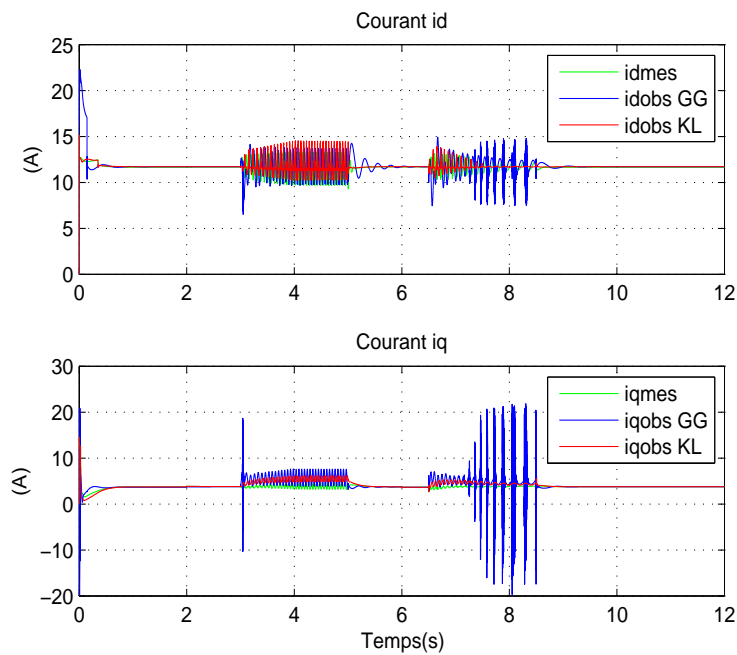 Courant id
25
20
15
10
5
0
(A)
idmes
idobs GG
idobs KL
0 2 4 6 8 10 12
Courant iq
30
20
10
0
−10
−20
(A)
iqmes
iqobs GG
iqobs KL
0 2 4 6 8 10 12
Temps(s)